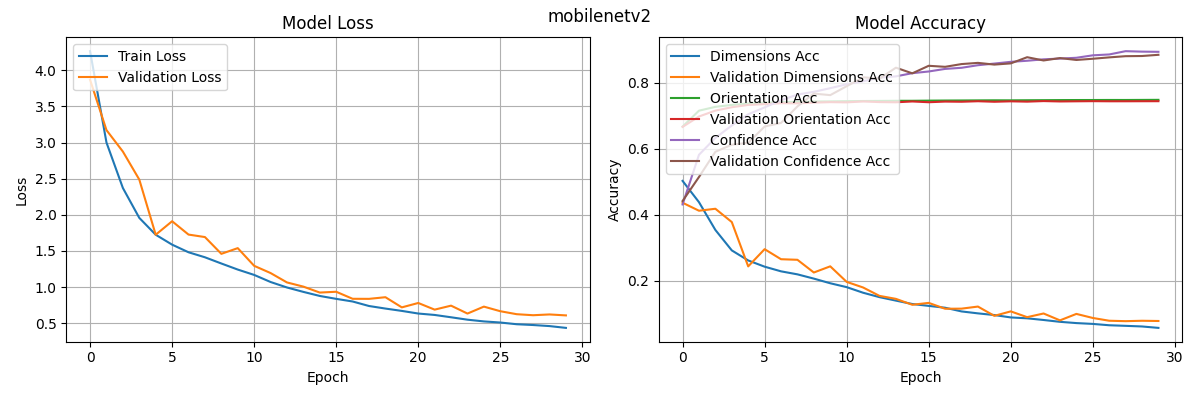 mobilenetv2
Model Loss
Train Loss
Validation Loss
4.0
3.5
3.0
2.5
2.0
1.5
1.0
0.5
Loss
0
5
10
15
20
25
30
Epoch
Model Accuracy
Dimensions Acc
Validation Dimensions Acc
Orientation Acc
Validation Orientation Acc
Confidence Acc
Validation Confidence Acc
0.8
0.6
0.4
0.2
Accuracy
0
5
10
15
20
25
30
Epoch